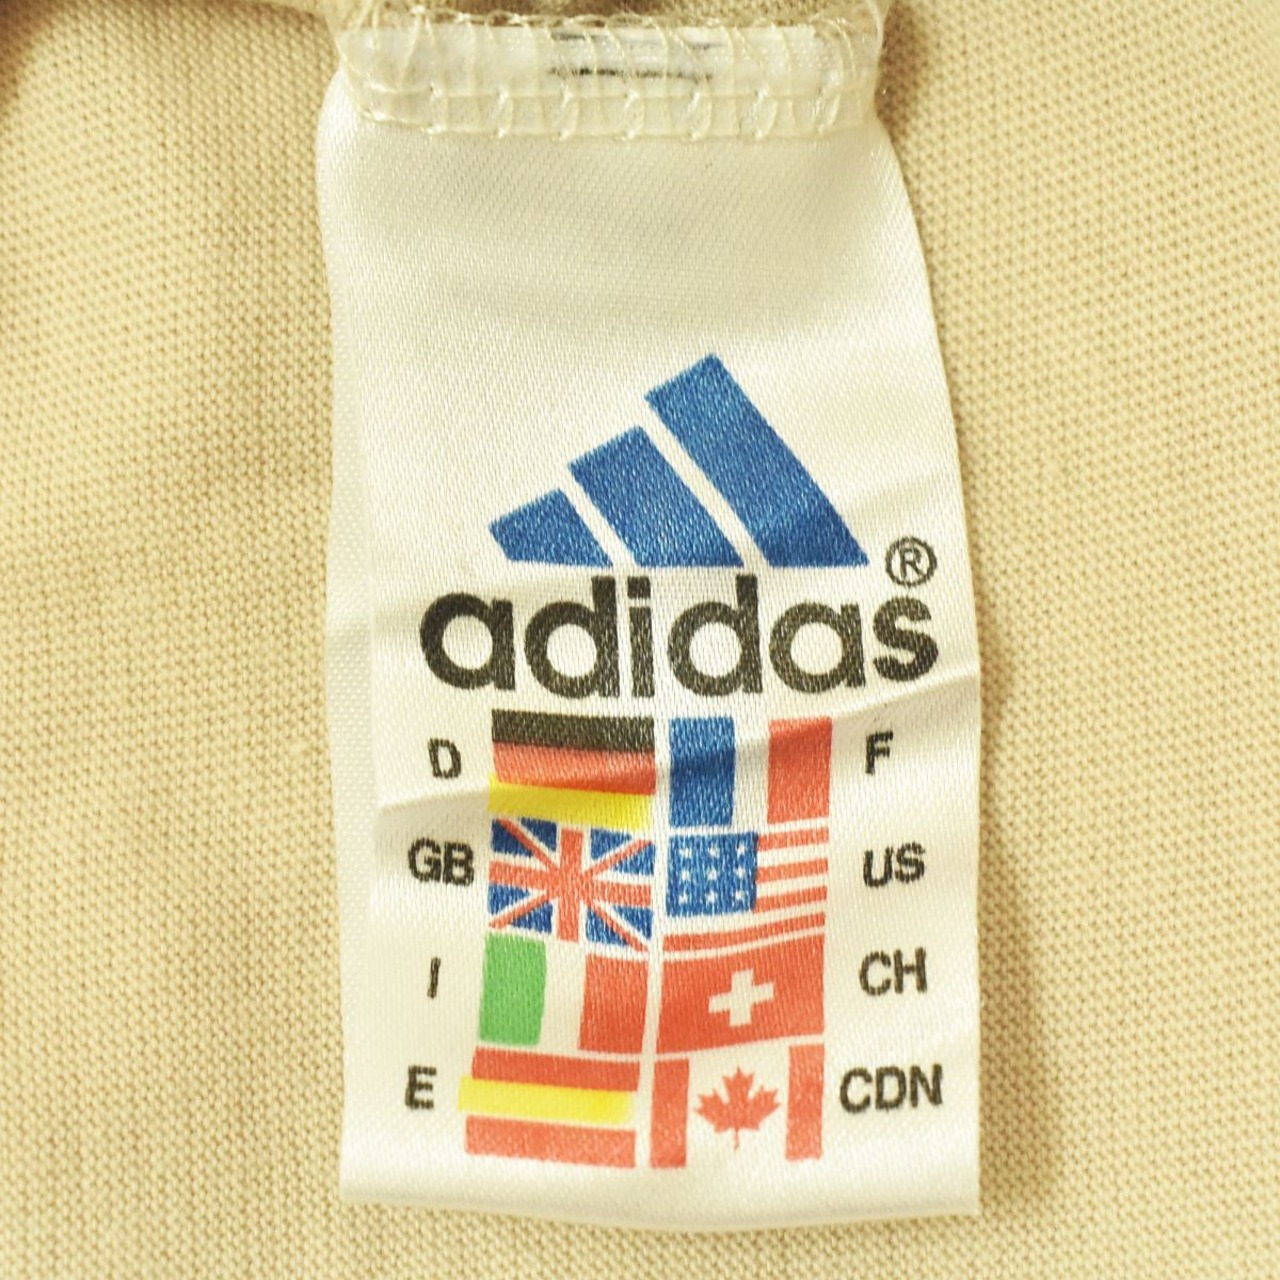 adidas®
D F
GB US
I CH
E CDN